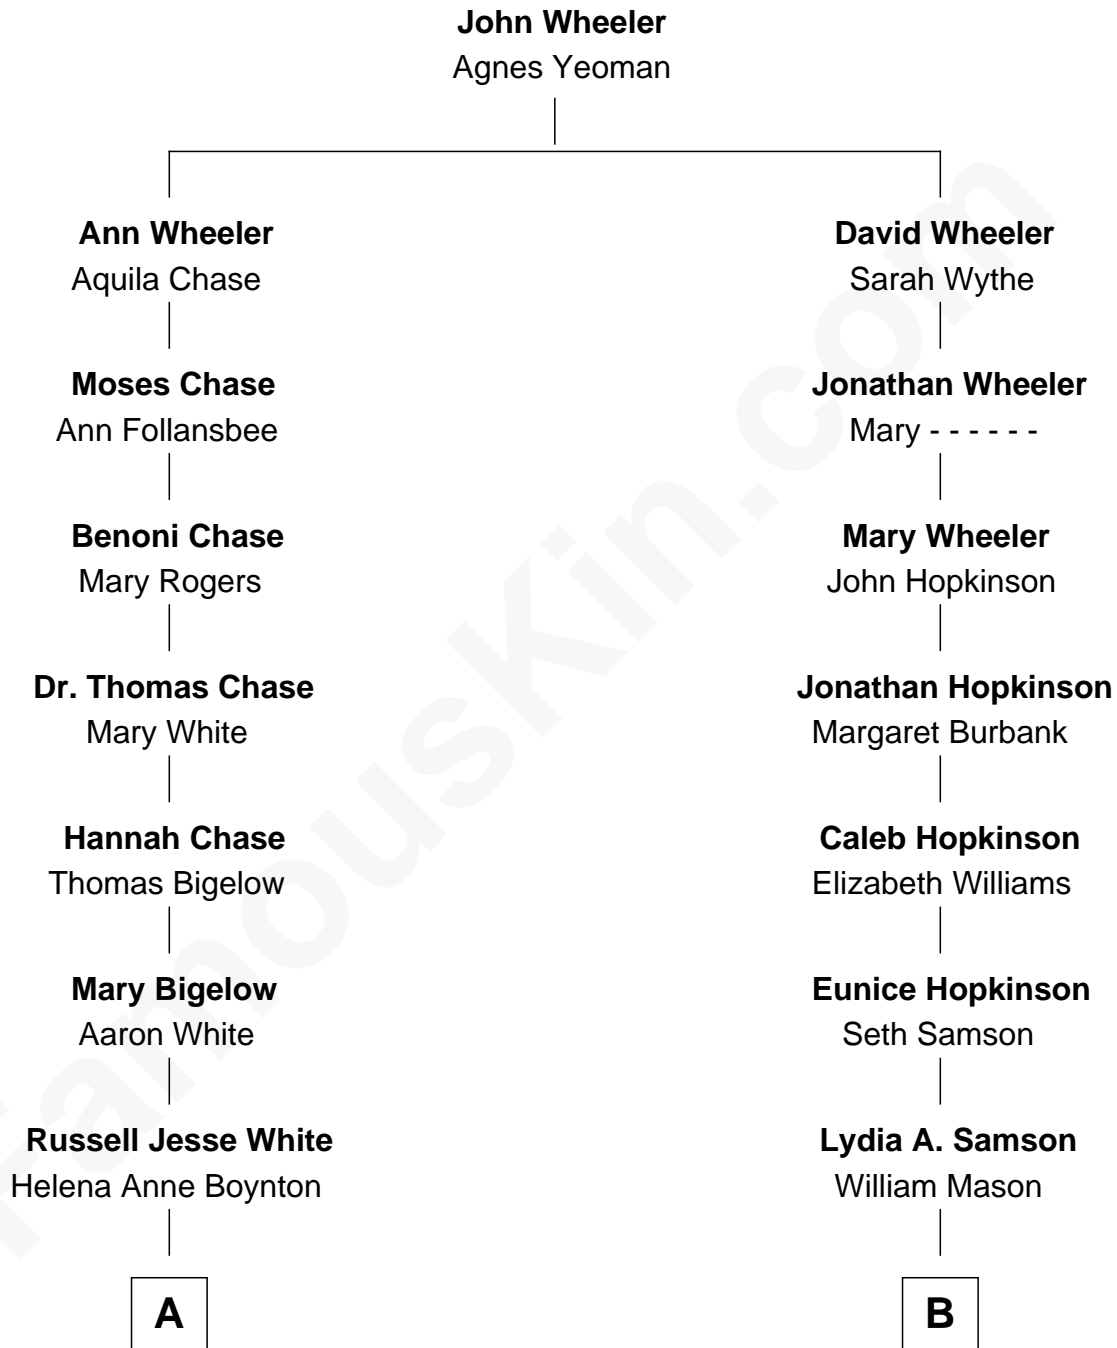 John Wheeler
Agnes Yeoman
Ann Wheeler
Aquila Chase
David Wheeler
Sarah Wythe
Moses Chase
Ann Follansbee
Jonathan Wheeler
Mary - - - - - -
Benoni Chase
Mary Rogers
Mary Wheeler
John Hopkinson
Dr. Thomas Chase
Mary White
Jonathan Hopkinson
Margaret Burbank
Hannah Chase
Thomas Bigelow
Caleb Hopkinson
Elizabeth Williams
Mary Bigelow
Aaron White
Eunice Hopkinson
Seth Samson
Russell Jesse White
Helena Anne Boynton
Lydia A. Samson
William Mason
A
B
FamousKin.com